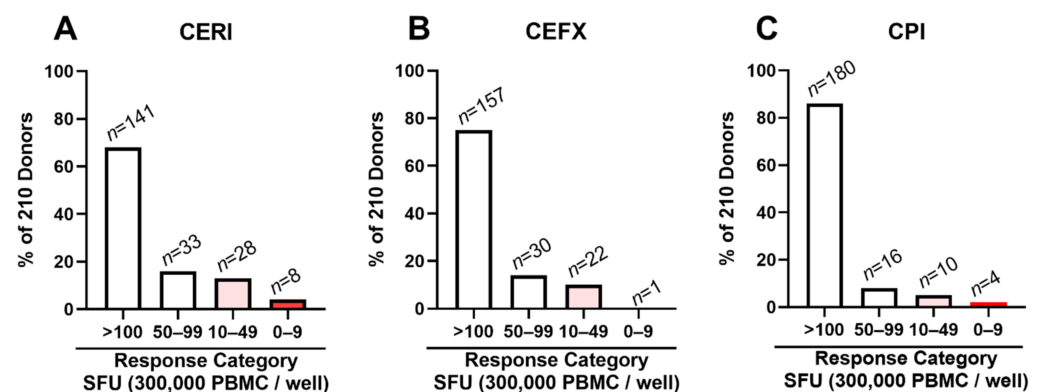 A CERI
% of 210 Donors
100
80
60
40
20
0
n=141
n=33
n=28
n=8
>100 50–99 10–49 0–9
Response Category
SFU (300,000 PBMC / well)
B CEFX
% of 210 Donors
100
80
60
40
20
0
n=157
n=30
n=22
n=1
>100 50–99 10–49 0–9
Response Category
SFU (300,000 PBMC / well)
C CPI
% of 210 Donors
100
80
60
40
20
0
n=180
n=16
n=10
n=4
>100 50–99 10–49 0–9
Response Category
SFU (300,000 PBMC / well)